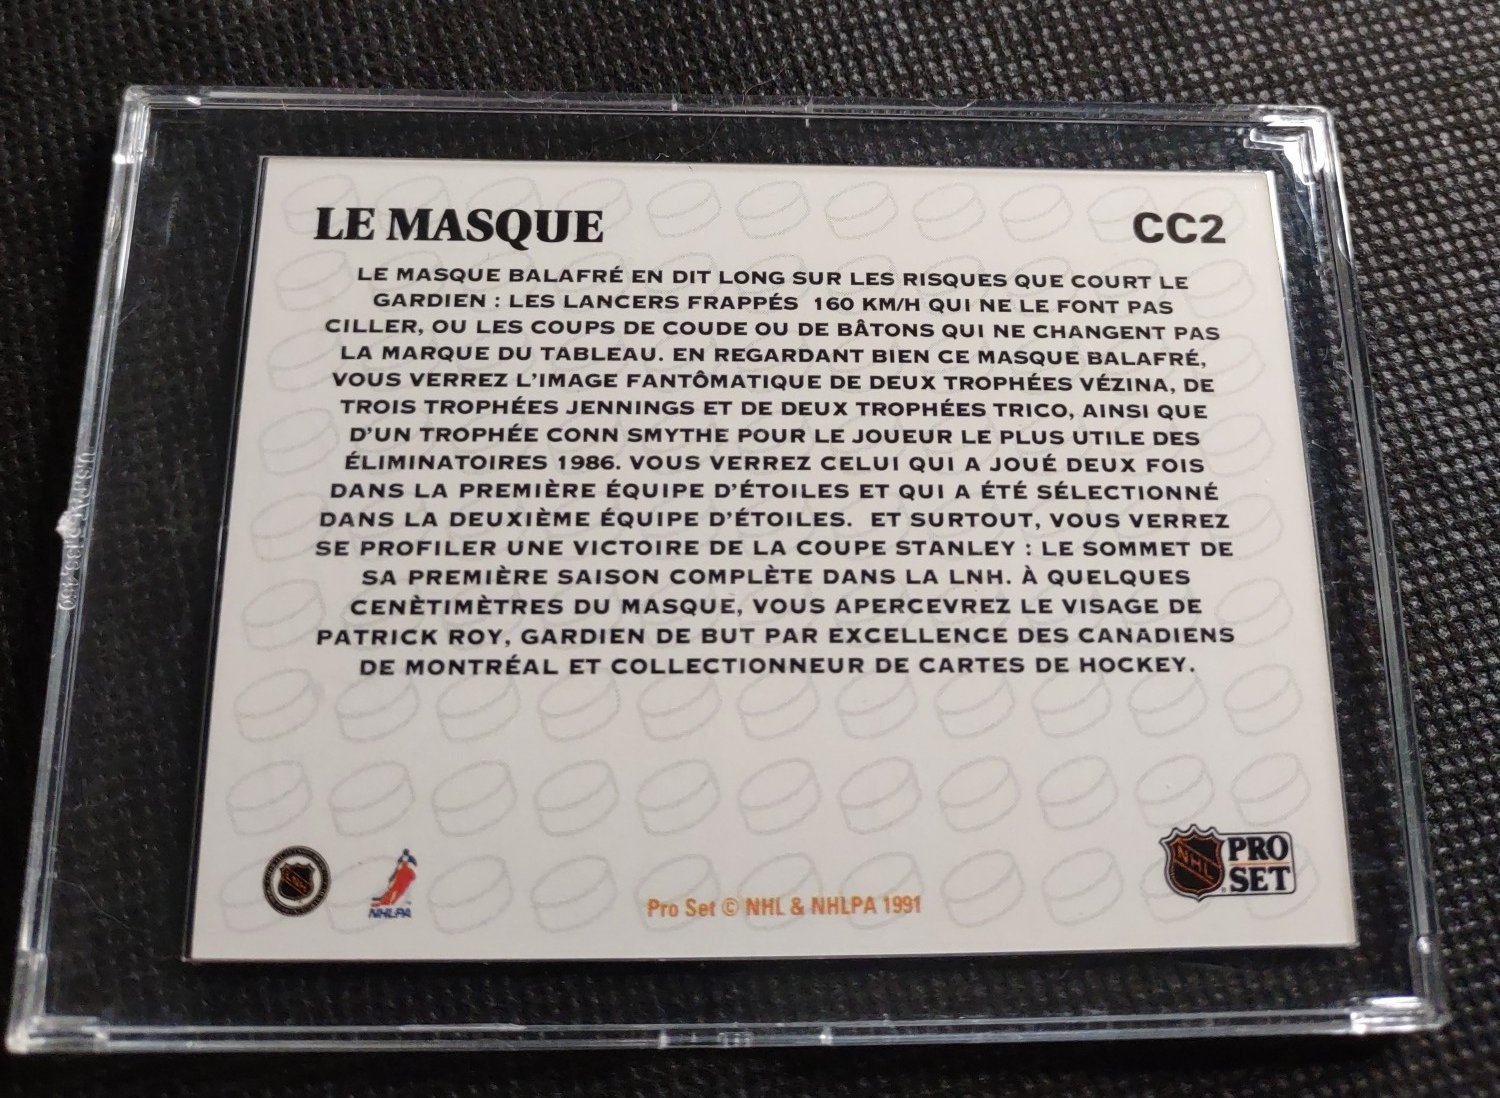 LE MASQUE
CC2
LE MASQUE BALAFRÉ EN DIT LONG SUR LES RISQUES QUE COURT LE
GARDIEN : LES LANCERS FRAPPÉS 160 KM/H QUI NE LE FONT PAS
CILLER, OU LES COUPS DE COUDE OU DE BÂTONS QUI NE CHANGENT PAS
LA MARQUE DU TABLEAU. EN REGARDANT BIEN CE MASQUE BALAFRÉ,
VOUS VERREZ L'IMAGE FANTÔMATIQUE DE DEUX TROPHÉES VÉZINA, DE
TROIS TROPHÉES JENNINGS ET DE DEUX TROPHÉES TRICO, AINSI QUE
D'UN TROPHÉE CONN SMYTHE POUR LE JOUEUR LE PLUS UTILE DES
ÉLIMINATOIRES 1986. VOUS VERREZ CELUI QUI A JOUÉ DEUX FOIS
DANS LA PREMIÈRE ÉQUIPE D'ÉTOILES ET QUI A ÉTÉ SÉLECTIONNÉ
DANS LA DEUXIÈME ÉQUIPE D'ÉTOILES. ET SURTOUT, VOUS VERREZ
SE PROFILER UNE VICTOIRE DE LA COUPE STANLEY : LE SOMMET DE
SA PREMIÈRE SAISON COMPLÈTE DANS LA LNH. À QUELQUES
CENÈTIMÈTRES DU MASQUE, VOUS APERCEVREZ LE VISAGE DE
PATRICK ROY, GARDIEN DE BUT PAR EXCELLENCE DES CANADIENS
DE MONTRÉAL ET COLLECTIONNEUR DE CARTES DE HOCKEY.
LNH
NHLPA
Pro Set © NHL & NHLPA 1991
NHL
PRO
SET